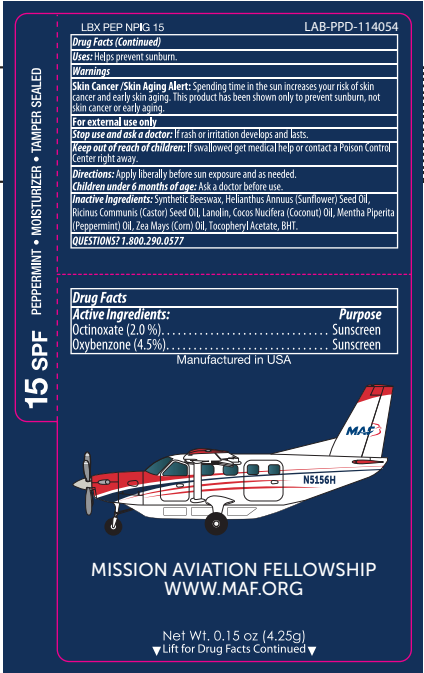 LBX PEP NPIG 15 LAB-PPD-114054
Drug Facts (Continued)
Uses: Helps prevent sunburn.
Warnings
Skin Cancer /Skin Aging Alert: Spending time in the sun increases your risk of skin
cancer and early skin aging. This product has been shown only to prevent sunburn, not
skin cancer or early aging.
For external use only
Stop use and ask a doctor: If rash or irritation develops and lasts.
Keep out of reach of children: If swallowed get medical help or contact a Poison Control
Center right away.
Directions: Apply liberally before sun exposure and as needed.
Children under 6 months of age: Ask a doctor before use.
Inactive Ingredients: Synthetic Beeswax, Helianthus Annuus (Sunflower) Seed Oil,
Ricinus Communis (Castor) Seed Oil, Lanolin, Cocos Nucifera (Coconut) Oil, Mentha Piperita
(Peppermint) Oil, Zea Mays (Corn) Oil, Tocopheryl Acetate, BHT.
QUESTIONS? 1.800.290.0577
15 SPF PEPPERMINT • MOISTURIZER • TAMPER SEALED
Drug Facts
Active Ingredients: Purpose
Octinoxate (2.0 %)............................. Sunscreen
Oxybenzone (4.5%)............................ Sunscreen
Manufactured in USA
MAF
N5156H
MISSION AVIATION FELLOWSHIP
WWW.MAF.ORG
Net Wt. 0.15 oz (4.25g)
▼Lift for Drug Facts Continued▼